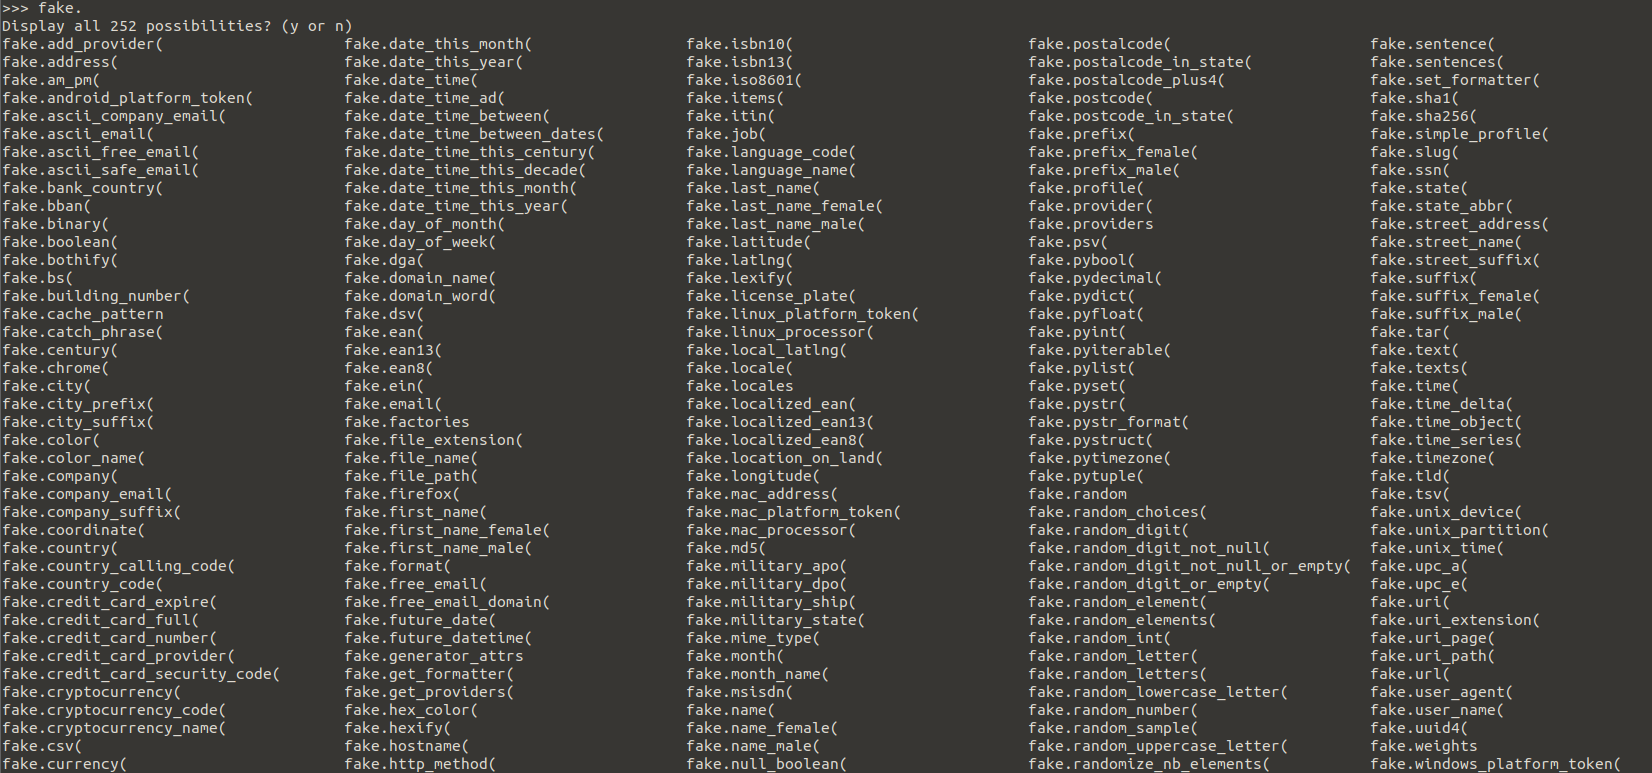 >>> fake.
Display all 252 possibilities? (y or n)
fake.add_provider( fake.date_this_month( fake.isbn10( fake.postalcode( fake.sentence(
fake.address( fake.date_this_year( fake.isbn13( fake.postalcode_in_state( fake.sentences(
fake.am_pm( fake.date_time( fake.iso8601( fake.postalcode_plus4( fake.set_formatter(
fake.android_platform_token( fake.date_time_ad( fake.items( fake.postcode( fake.sha1(
fake.ascii_company_email( fake.date_time_between( fake.itin( fake.postcode_in_state( fake.sha256(
fake.ascii_email( fake.date_time_between_dates( fake.job( fake.prefix( fake.simple_profile(
fake.ascii_free_email( fake.date_time_this_century( fake.language_code( fake.prefix_female( fake.slug(
fake.ascii_safe_email( fake.date_time_this_decade( fake.language_name( fake.prefix_male( fake.ssn(
fake.bank_country( fake.date_time_this_month( fake.last_name( fake.profile( fake.state(
fake.bban( fake.date_time_this_year( fake.last_name_female( fake.provider( fake.state_abbr(
fake.binary( fake.day_of_month( fake.last_name_male( fake.providers fake.street_address(
fake.boolean( fake.day_of_week( fake.latitude( fake.psv( fake.street_name(
fake.bothify( fake.dga( fake.latlng( fake.pybool( fake.street_suffix(
fake.bs( fake.domain_name( fake.lexify( fake.pydecimal( fake.suffix(
fake.building_number( fake.domain_word( fake.license_plate( fake.pydict( fake.suffix_female(
fake.cache_pattern fake.dsv( fake.linux_platform_token( fake.pyfloat( fake.suffix_male(
fake.catch_phrase( fake.ean( fake.linux_processor( fake.pyint( fake.tar(
fake.century( fake.ean13( fake.local_latlng( fake.pyiterable( fake.text(
fake.chrome( fake.ean8( fake.locale( fake.pylist( fake.texts(
fake.city( fake.ein( fake.locales fake.pyset( fake.time(
fake.city_prefix( fake.email( fake.localized_ean( fake.pystr( fake.time_delta(
fake.city_suffix( fake.factories fake.localized_ean13( fake.pystr_format( fake.time_object(
fake.color( fake.file_extension( fake.localized_ean8( fake.pystruct( fake.time_series(
fake.color_name( fake.file_name( fake.location_on_land( fake.pytimezone( fake.timezone(
fake.company( fake.file_path( fake.longitude( fake.pytuple( fake.tld(
fake.company_email( fake.firefox( fake.mac_address( fake.random fake.tsv(
fake.company_suffix( fake.first_name( fake.mac_platform_token( fake.random_choices( fake.unix_device(
fake.coordinate( fake.first_name_female( fake.mac_processor( fake.random_digit( fake.unix_partition(
fake.country( fake.first_name_male( fake.md5( fake.random_digit_not_null( fake.unix_time(
fake.country_calling_code( fake.format( fake.military_apo( fake.random_digit_not_null_or_empty( fake.upc_a(
fake.country_code( fake.free_email( fake.military_dpo( fake.random_digit_or_empty( fake.upc_e(
fake.credit_card_expire( fake.free_email_domain( fake.military_ship( fake.random_element( fake.uri(
fake.credit_card_full( fake.future_date( fake.military_state( fake.random_elements( fake.uri_extension(
fake.credit_card_number( fake.future_datetime( fake.mime_type( fake.random_int( fake.uri_page(
fake.credit_card_provider( fake.generator_attrs fake.month( fake.random_letter( fake.uri_path(
fake.credit_card_security_code( fake.get_formatter( fake.month_name( fake.random_letters( fake.url(
fake.cryptocurrency( fake.get_providers( fake.msisdn( fake.random_lowercase_letter( fake.user_agent(
fake.cryptocurrency_code( fake.hex_color( fake.name( fake.random_number( fake.user_name(
fake.cryptocurrency_name( fake.hexify( fake.name_female( fake.random_sample( fake.uuid4(
fake.csv( fake.hostname( fake.name_male( fake.random_uppercase_letter( fake.weights
fake.currency( fake.http_method( fake.null_boolean( fake.randomize_nb_elements( fake.windows_platform_token(